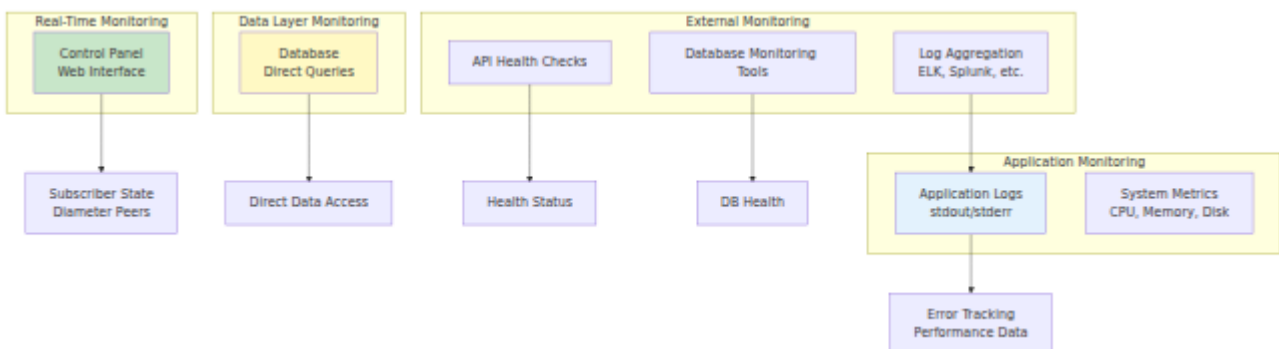 Real-Time Monitoring
Control Panel
Web Interface
Subscriber State
Diameter Peers
Data Layer Monitoring
Database
Direct Queries
Direct Data Access
External Monitoring
API Health Checks
Database Monitoring
Tools
Log Aggregation
ELK, Splunk, etc.
Health Status
DB Health
Application Monitoring
Application Logs
stdout/stderr
System Metrics
CPU, Memory, Disk
Error Tracking
Performance Data